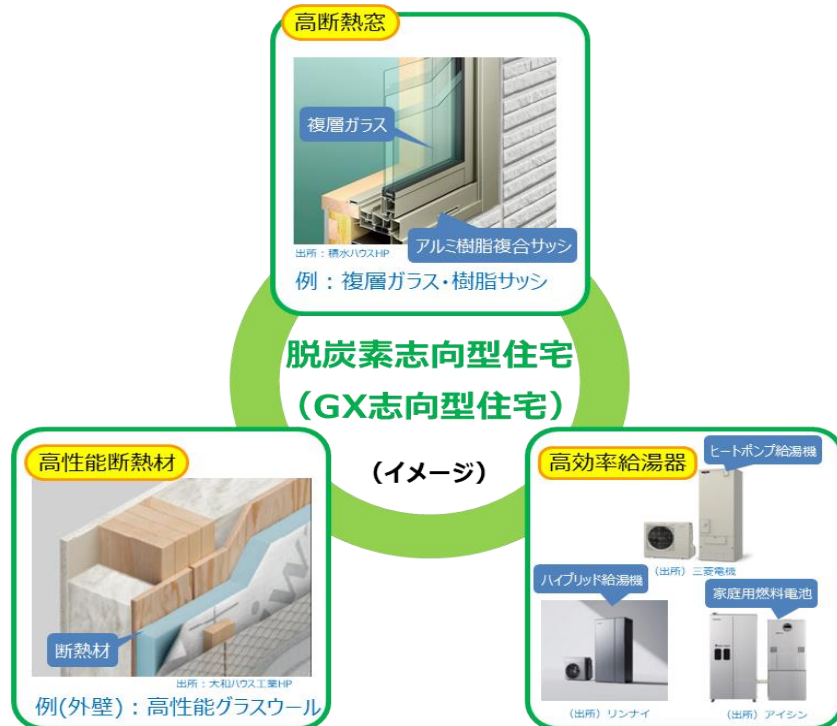 高断熱窓
複層ガラス
アルミ樹脂複合サッシ
出所：積水ハウスHP
例：複層ガラス・樹脂サッシ
脱炭素志向型住宅
（GX志向型住宅）
（イメージ）
高性能断熱材
断熱材
出所：大和ハウス工業HP
例(外壁)：高性能グラスウール
高効率給湯器
ヒートポンプ給湯機
（出所）三菱電機
ハイブリッド給湯機
（出所）リンナイ
家庭用燃料電池
（出所）アイシン